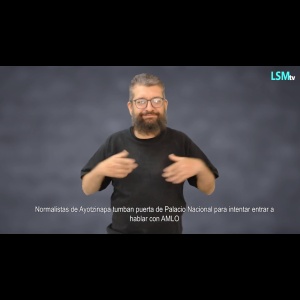 LSMtv
Normalistas de Ayotzinapa tumban puerta de Palacio Nacional para intentar entrar a
hablar con AMLO